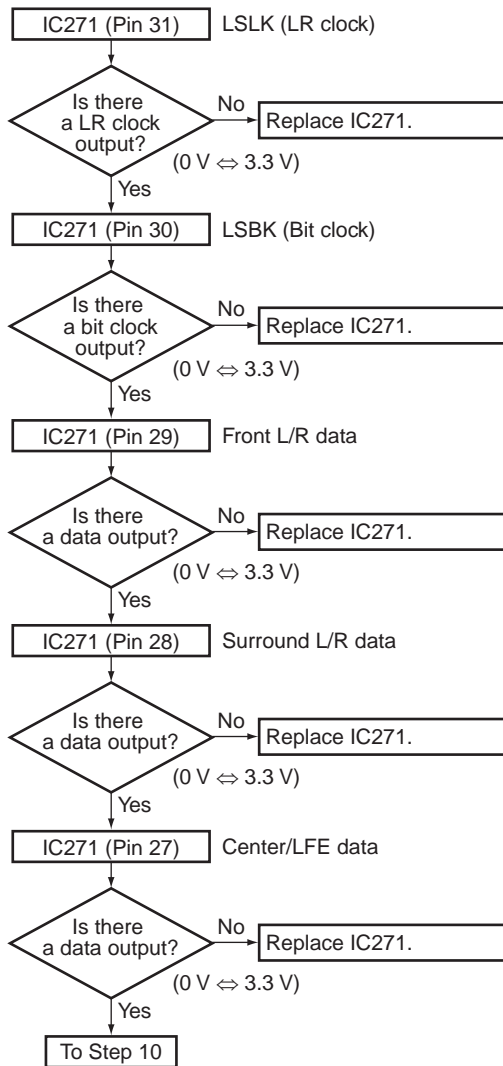 IC271 (Pin 31) LSLK (LR clock)
Is there
a LR clock
output?
No
Replace IC271.
(0 V ⇔ 3.3 V)
Yes
IC271 (Pin 30) LSBK (Bit clock)
Is there
a bit clock
output?
No
Replace IC271.
(0 V ⇔ 3.3 V)
Yes
IC271 (Pin 29) Front L/R data
Is there
a data output?
No
Replace IC271.
(0 V ⇔ 3.3 V)
Yes
IC271 (Pin 28) Surround L/R data
Is there
a data output?
No
Replace IC271.
(0 V ⇔ 3.3 V)
Yes
IC271 (Pin 27) Center/LFE data
Is there
a data output?
No
Replace IC271.
(0 V ⇔ 3.3 V)
Yes
To Step 10